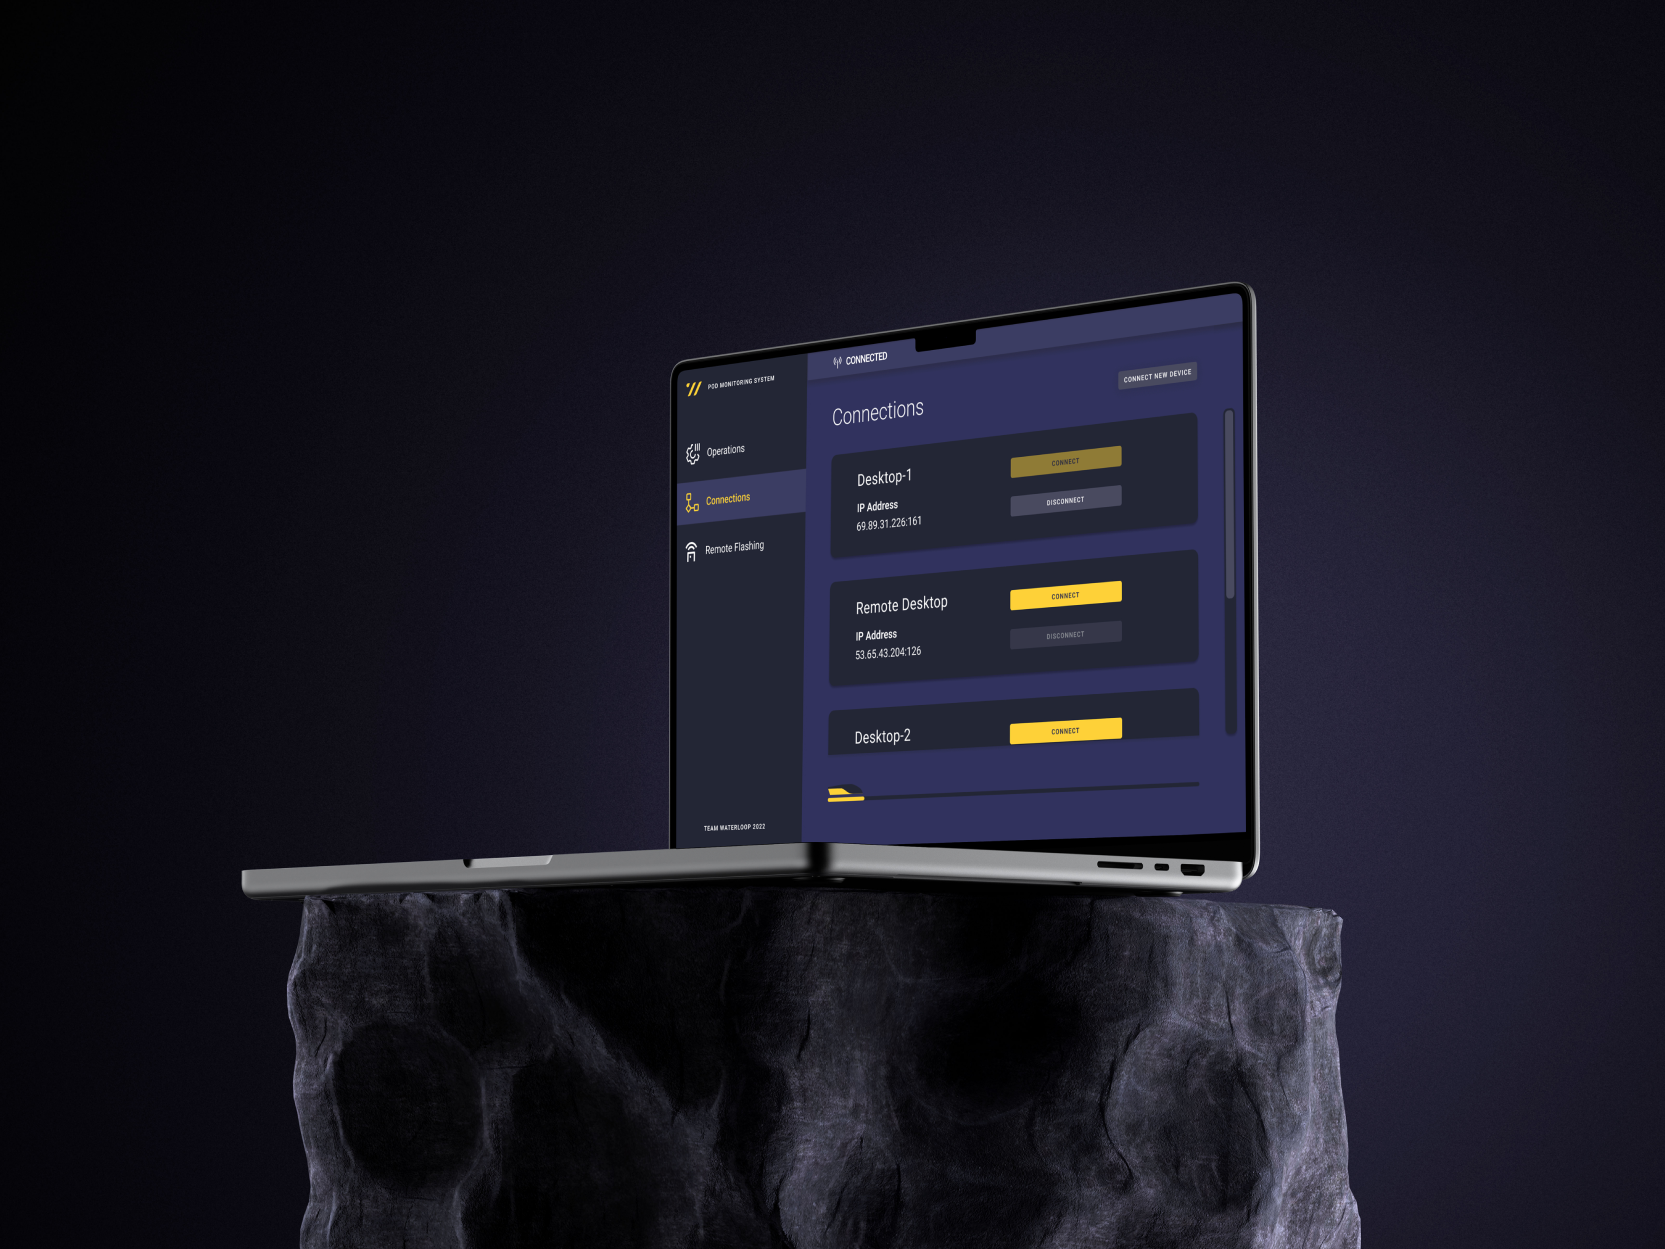 POD MONITORING SYSTEM
Operations
Connections
Remote Flashing
TEAM WATERLOOP 2022
CONNECTED
CONNECT NEW DEVICE
Connections
Desktop-1
IP Address
69.89.31.226:161
CONNECT
DISCONNECT
Remote Desktop
IP Address
53.65.43.204:126
CONNECT
DISCONNECT
Desktop-2
CONNECT